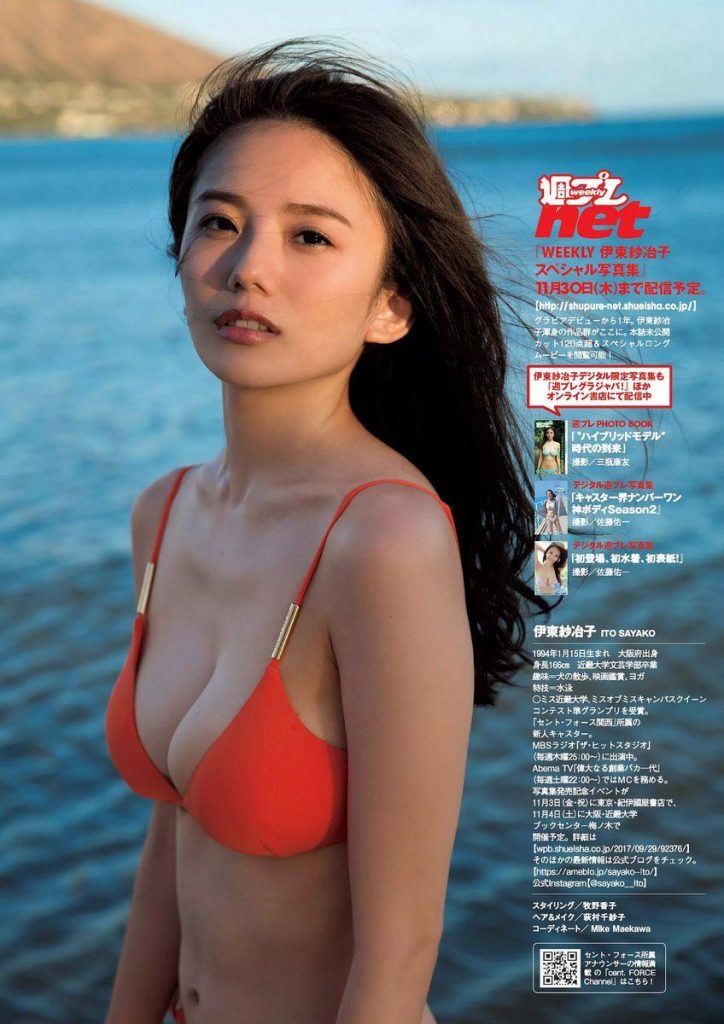 週プレ
weekly
net
「WEEKLY 伊東紗冶子
スペシャル写真集」
11月30日(木)まで配信予定。
【http://shupure-net.shueisha.co.jp/】
グラビアデビューから1年。伊東紗冶
子渾身の作品群がここに。本誌未公開
カット120点超&スペシャルロング
ムービーを閲覧可能!
伊東紗冶子デジタル限定写真集も
「週プレグラジャパ!」ほか
オンライン書店にて配信中
週プレ PHOTO BOOK
「"ハイブリッドモデル"
時代の到来」
撮影/三瓶康友
デジタル週プレ写真集
「キャスター界ナンバーワン
神ボディSeason2」
撮影/佐藤佑一
デジタル週プレ写真集
「初登場、初水着、初表紙!」
撮影/佐藤佑一
伊東紗冶子 ITO SAYAKO
1994年1月15日生まれ 大阪府出身
身長166cm 近畿大学文芸学部卒業
趣味=犬の散歩、映画鑑賞、ヨガ
特技=水泳
○ミス近畿大学、ミスオブミスキャンパスクイーン
コンテスト準グランプリを受賞。
「セント・フォース関西」所属の
新人キャスター。
MBSラジオ「ザ・ヒットスタジオ」
(毎週木曜25:00〜)に出演中。
Abema TV「偉大なる創業バカ一代」
(毎週土曜22:00〜)ではMCを務める。
写真集発売記念イベントが
11月3日(金・祝)に東京・紀伊國屋書店で、
11月4日(土)に大阪・近畿大学
ブックセンター梅ノ木で
開催予定。詳細は
【wpb.shueisha.co.jp/2017/09/29/92376/】
そのほかの最新情報は公式ブログをチェック。
【https://ameblo.jp/sayako-ito/】
公式Instagram【@sayako__ito】
スタイリング/牧野香子
ヘア&メイク/萩村千紗子
コーディネート/Mike Maekawa
セント・フォース所属
アナウンサーの情報満
載の「cent. FORCE
Channel」はこちら!